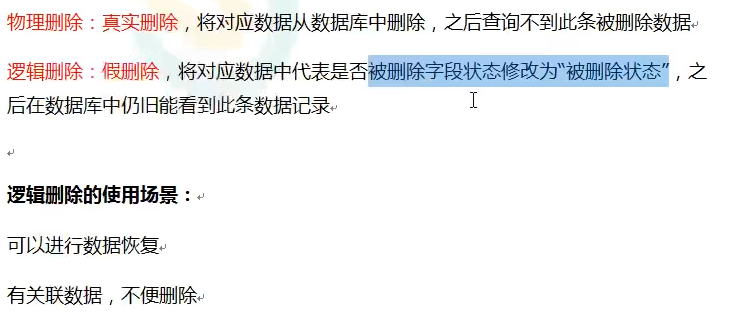 物理删除：真实删除，将对应数据从数据库中删除，之后查询不到此条被删除数据
逻辑删除：假删除，将对应数据中代表是否被删除字段状态修改为“被删除状态”，之
后在数据库中仍旧能看到此条数据记录
逻辑删除的使用场景：
可以进行数据恢复
有关联数据，不便删除